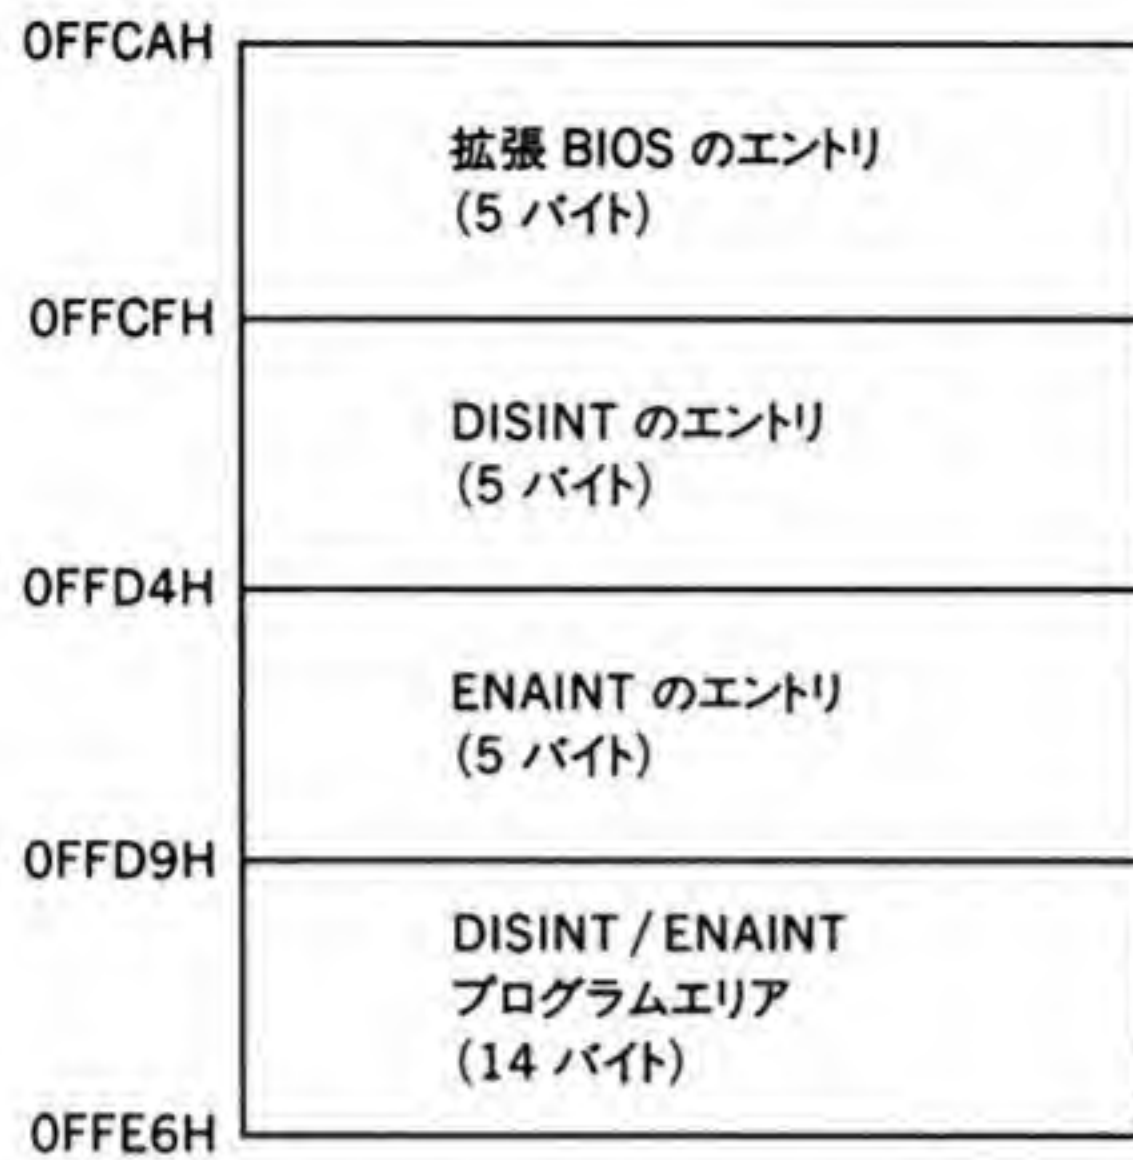 0FFCAH
拡張 BIOS のエントリ
(5 バイト)
0FFCFH
DISINT のエントリ
(5 バイト)
0FFD4H
ENAINT のエントリ
(5 バイト)
0FFD9H
DISINT / ENAINT
プログラムエリア
(14 バイト)
0FFE6H